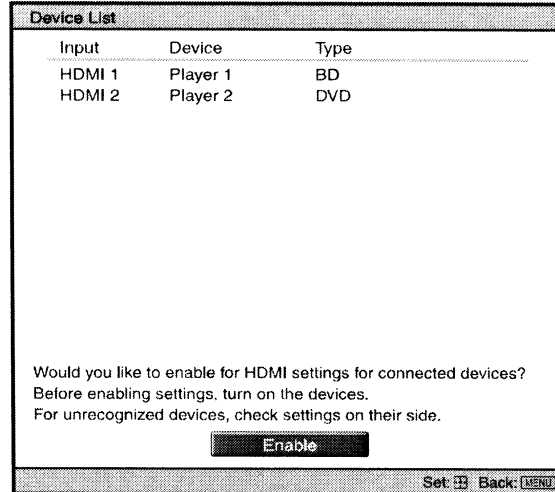 Device List
Input Device Type
HDMI 1 Player 1 BD
HDMI 2 Player 2 DVD
Would you like to enable for HDMI settings for connected devices?
Before enabling settings, turn on the devices.
For unrecognized devices, check settings on their side.
Enable
Set: Back: MENU